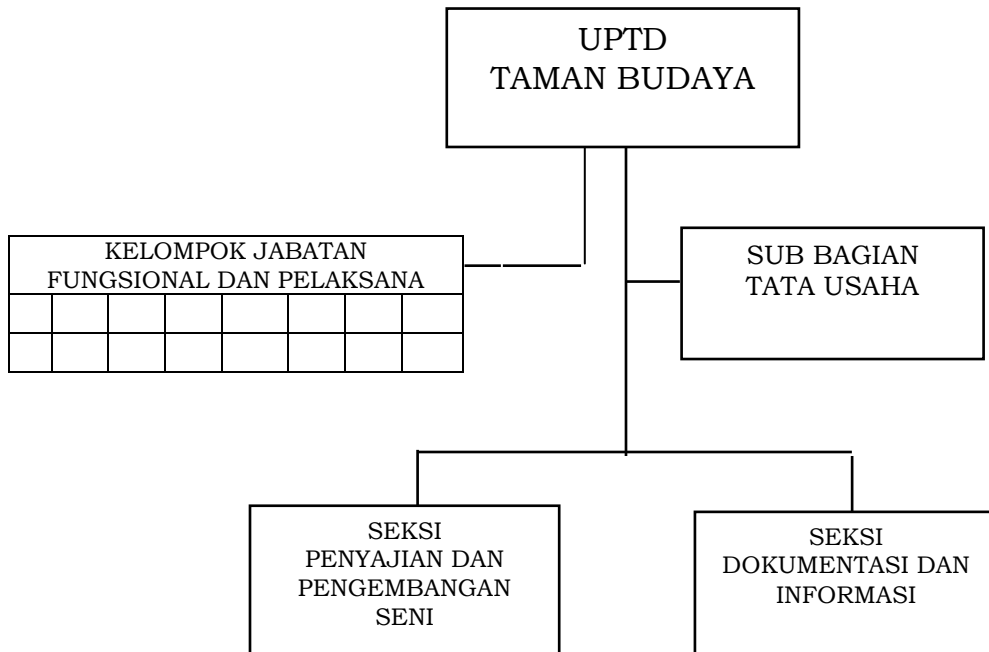 UPTD
TAMAN BUDAYA
KELOMPOK JABATAN
FUNGSIONAL DAN PELAKSANA
SUB BAGIAN
TATA USAHA
SEKSI
PENYAJIAN DAN
PENGEMBANGAN
SENI
SEKSI
DOKUMENTASI DAN
INFORMASI